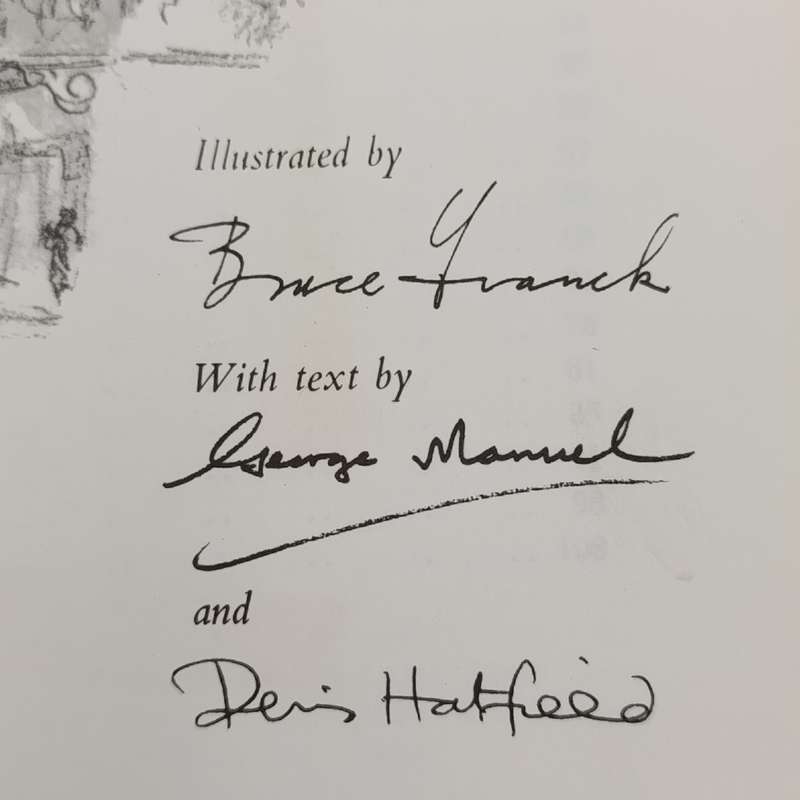 Illustrated by
Bruce Franck
With text by
George Manuel
and
Denis Hatfield